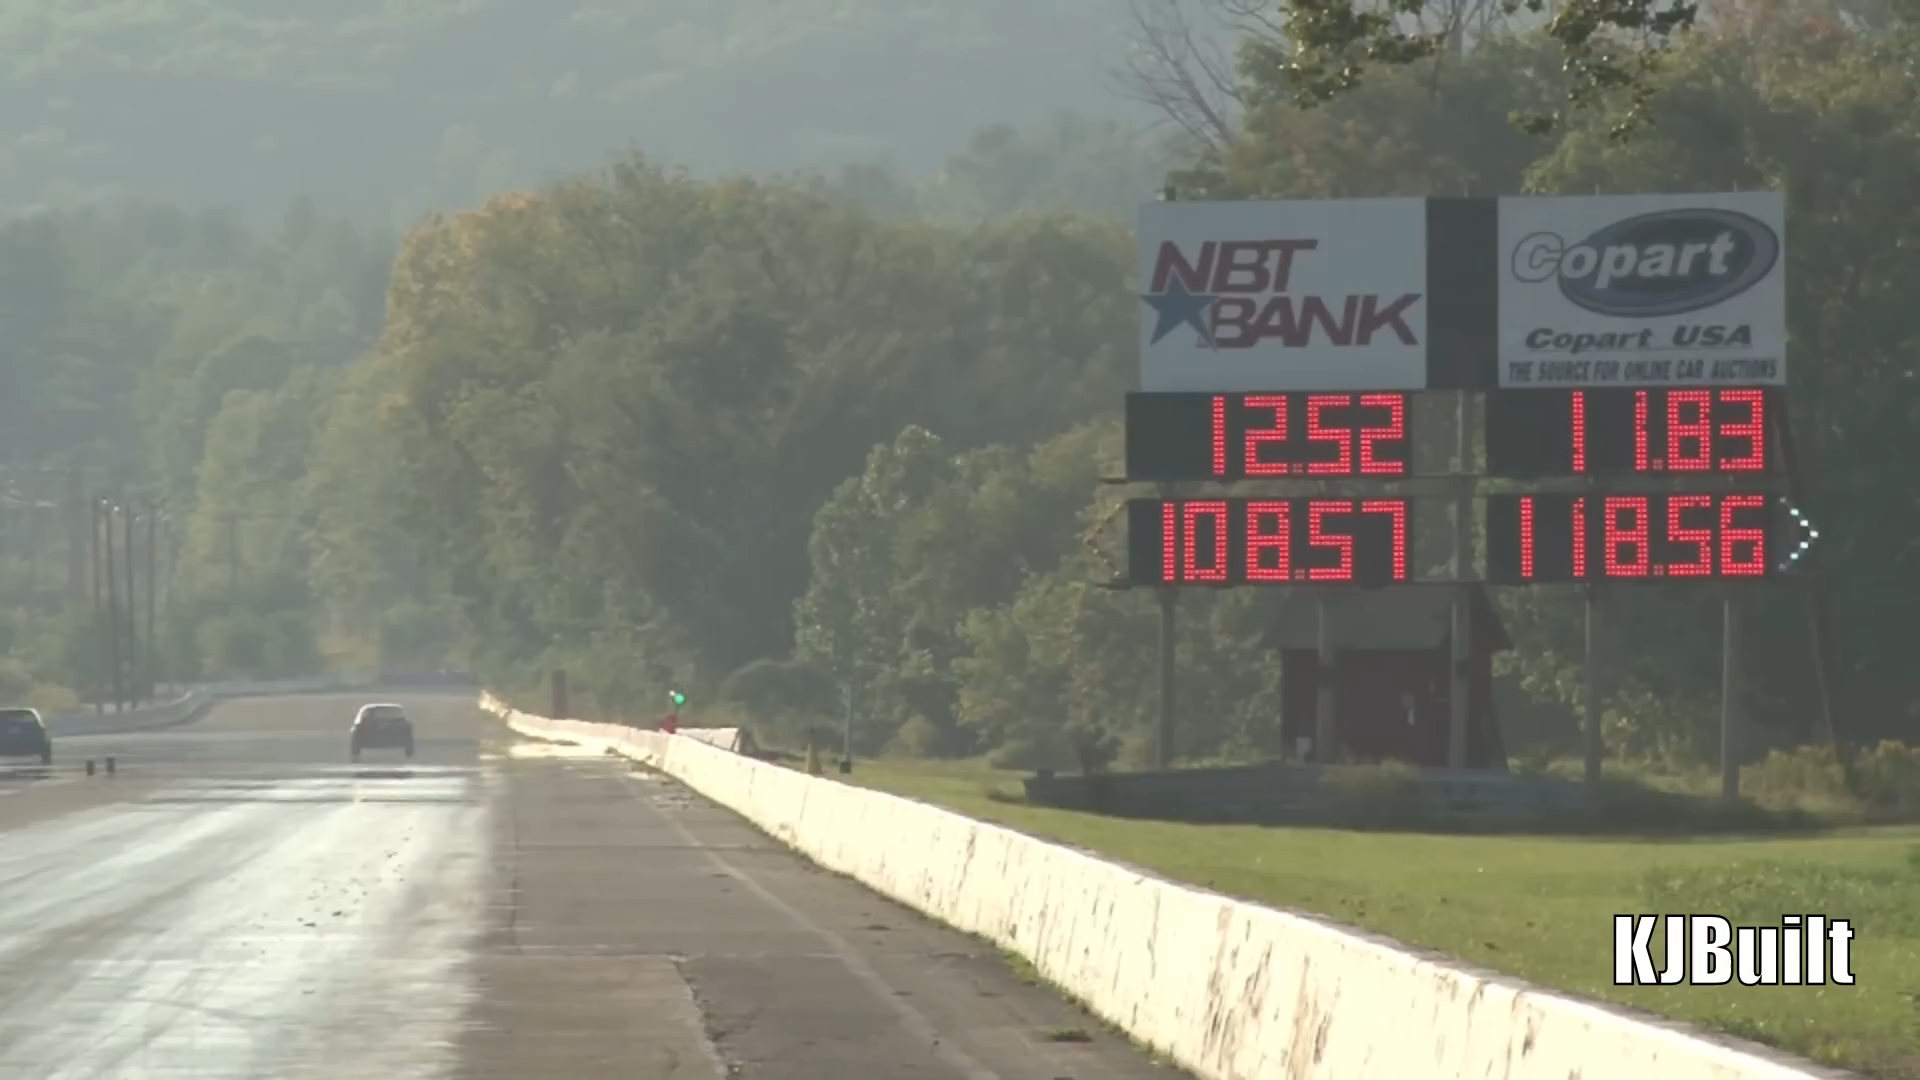 NBT
BANK
Copart
Copart USA
THE SOURCE FOR ONLINE CAR AUCTIONS
12.52
11.83
108.57
118.56
KJBuilt